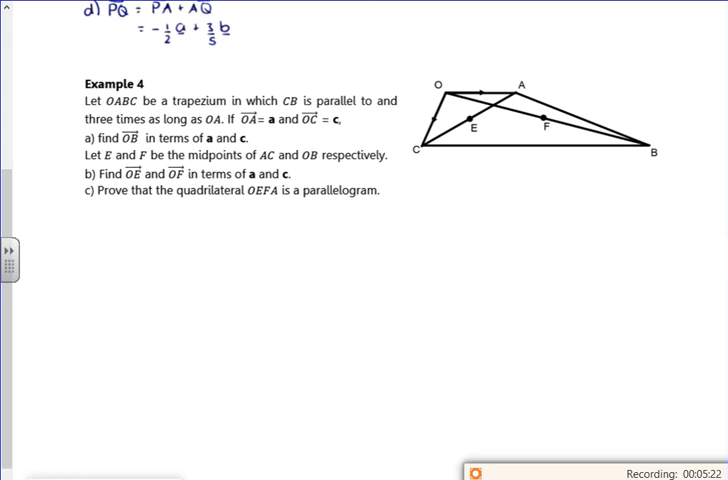 d) PQ = PA + AQ
= -1/2 a + 3/5 b
Example 4
Let OABC be a trapezium in which CB is parallel to and
three times as long as OA. If OA = a and OC = c,
a) find OB in terms of a and c.
Let E and F be the midpoints of AC and OB respectively.
b) Find OE and OF in terms of a and c.
c) Prove that the quadrilateral OEFA is a parallelogram.
O
A
E
F
C
B
Recording: 00:05:22